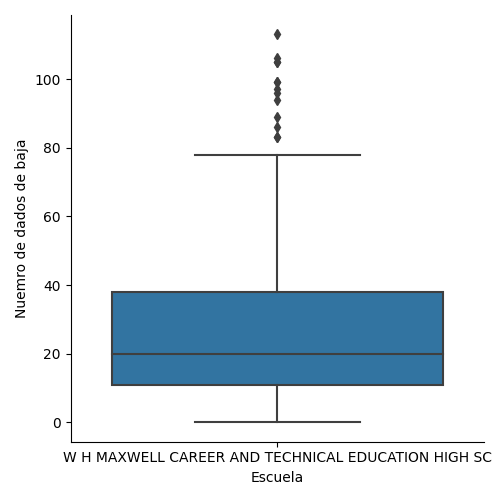 100
80
60
40
20
0
Nuemro de dados de baja
W H MAXWELL CAREER AND TECHNICAL EDUCATION HIGH SC
Escuela